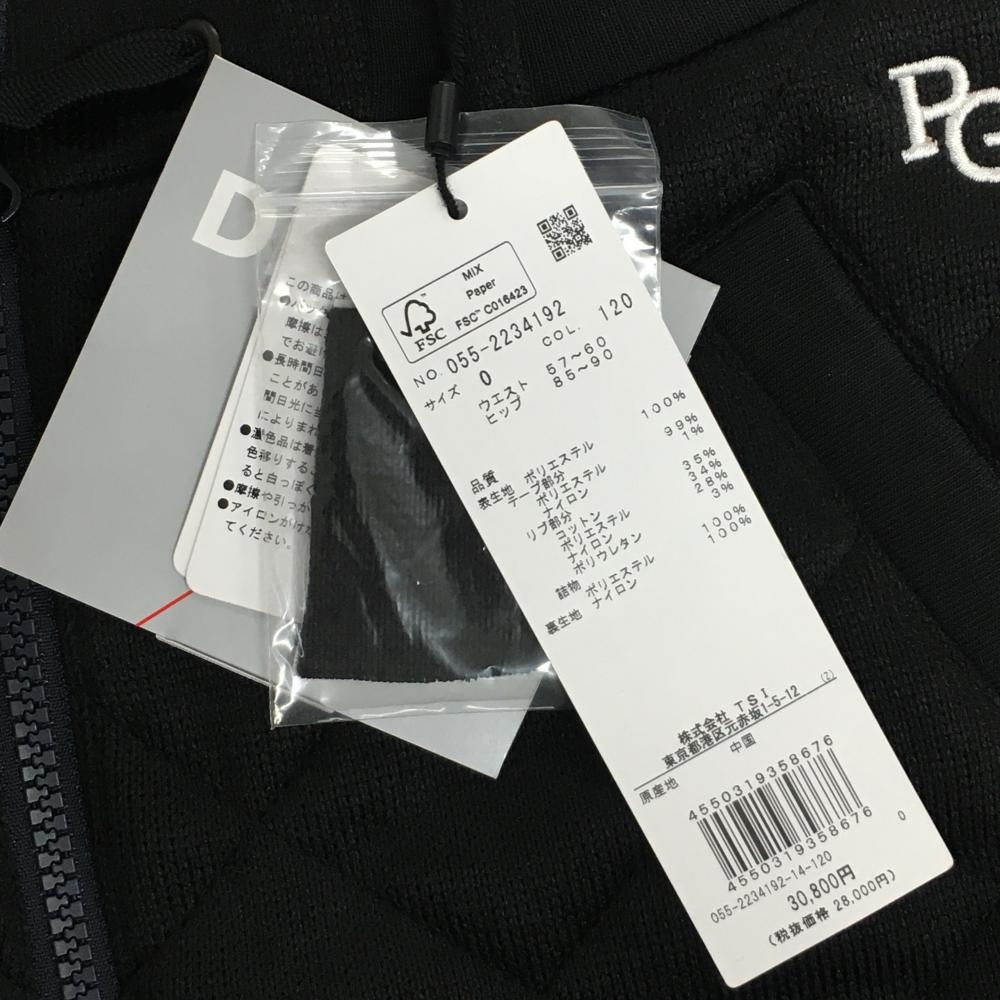 PG
D
この商品は
摩擦は
でお避け
●長時間日
ことがあ
間日光に当
によりまれ
●濃色品は着
色移りするこ
ると白っぽく
●摩擦や引っか
●アイロンがけ
てください。
MIX
Paper
FSC™ C016423
FSC
NO. 055-2234192
COL. 120
サイズ 0
ウエスト 57~60
ヒップ 85~90
品質
表生地 ポリエステル 100%
テープ部分
ポリエステル 99%
ナイロン 1%
リブ部分
コットン 35%
ポリエステル 34%
ナイロン 28%
ポリウレタン 3%
詰物 ポリエステル 100%
裏生地 ナイロン 100%
株式会社 TSI
東京都港区元赤坂1-5-12 (2)
原産地 中国
4550319358676
4550319358676 0
055-2234192-14-120
30,800円
(税抜価格 28,000円)